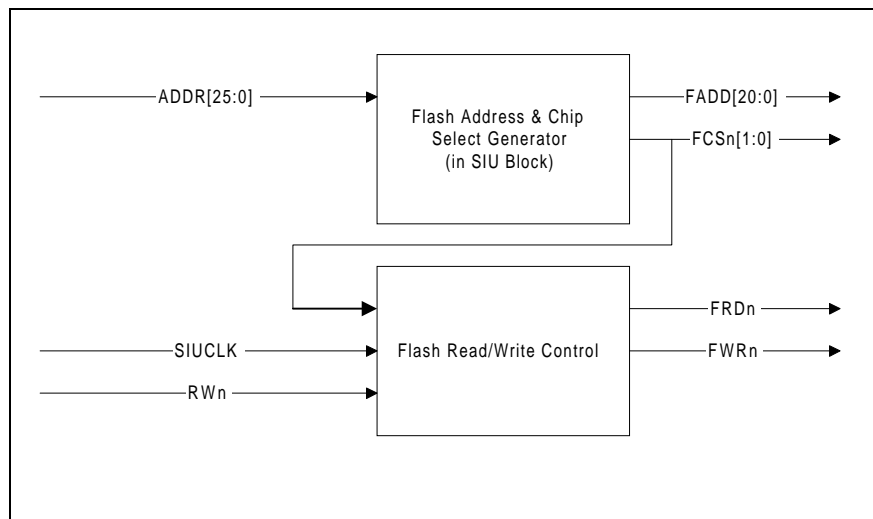 ADDR[25:0]
Flash Address & Chip
Select Generator
(in SIU Block)
FADD[20:0]
FCSn[1:0]
SIUCLK
RWn
Flash Read/Write Control
FRDn
FWRn